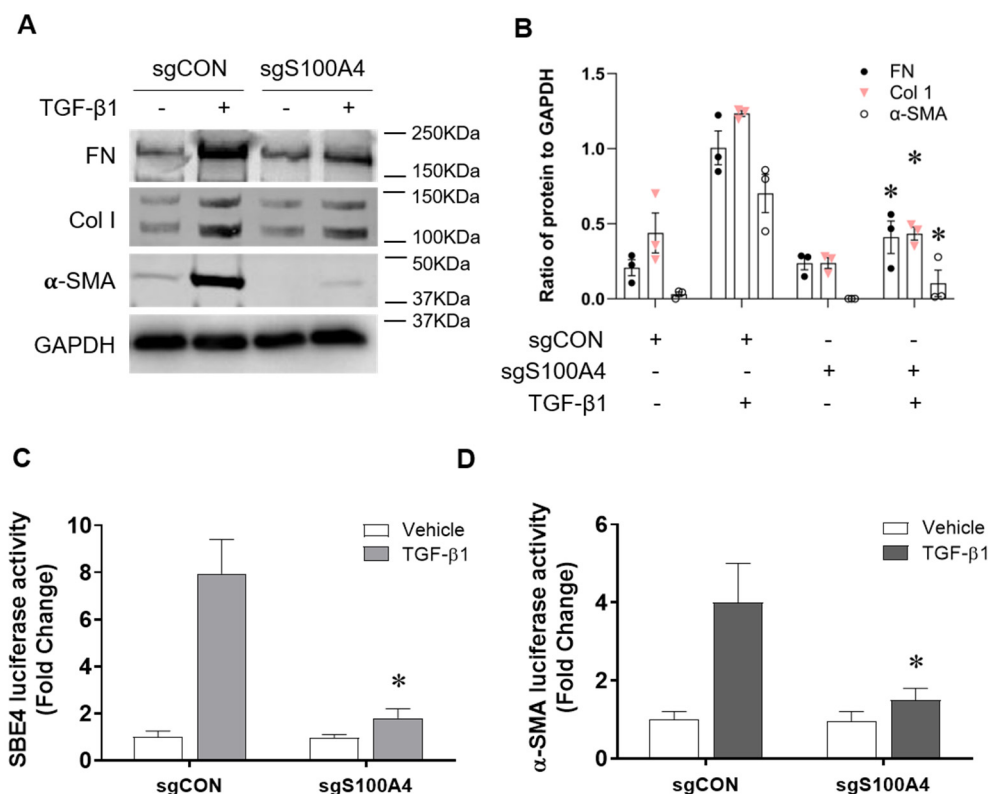 A
sgCON sgS100A4
TGF-β1 - + - +
FN
250KDa
150KDa
Col I
150KDa
100KDa
α-SMA
50KDa
37KDa
GAPDH
37KDa
B
Ratio of protein to GAPDH
1.5
1.0
0.5
0.0
FN
Col 1
α-SMA
*
*
*
sgCON + + - -
sgS100A4 - - + +
TGF-β1 - + - +
C
SBE4 luciferase activity
(Fold Change)
10
8
6
4
2
0
Vehicle
TGF-β1
*
sgCON sgS100A4
D
α-SMA luciferase activity
(Fold Change)
6
4
2
0
Vehicle
TGF-β1
*
sgCON sgS100A4